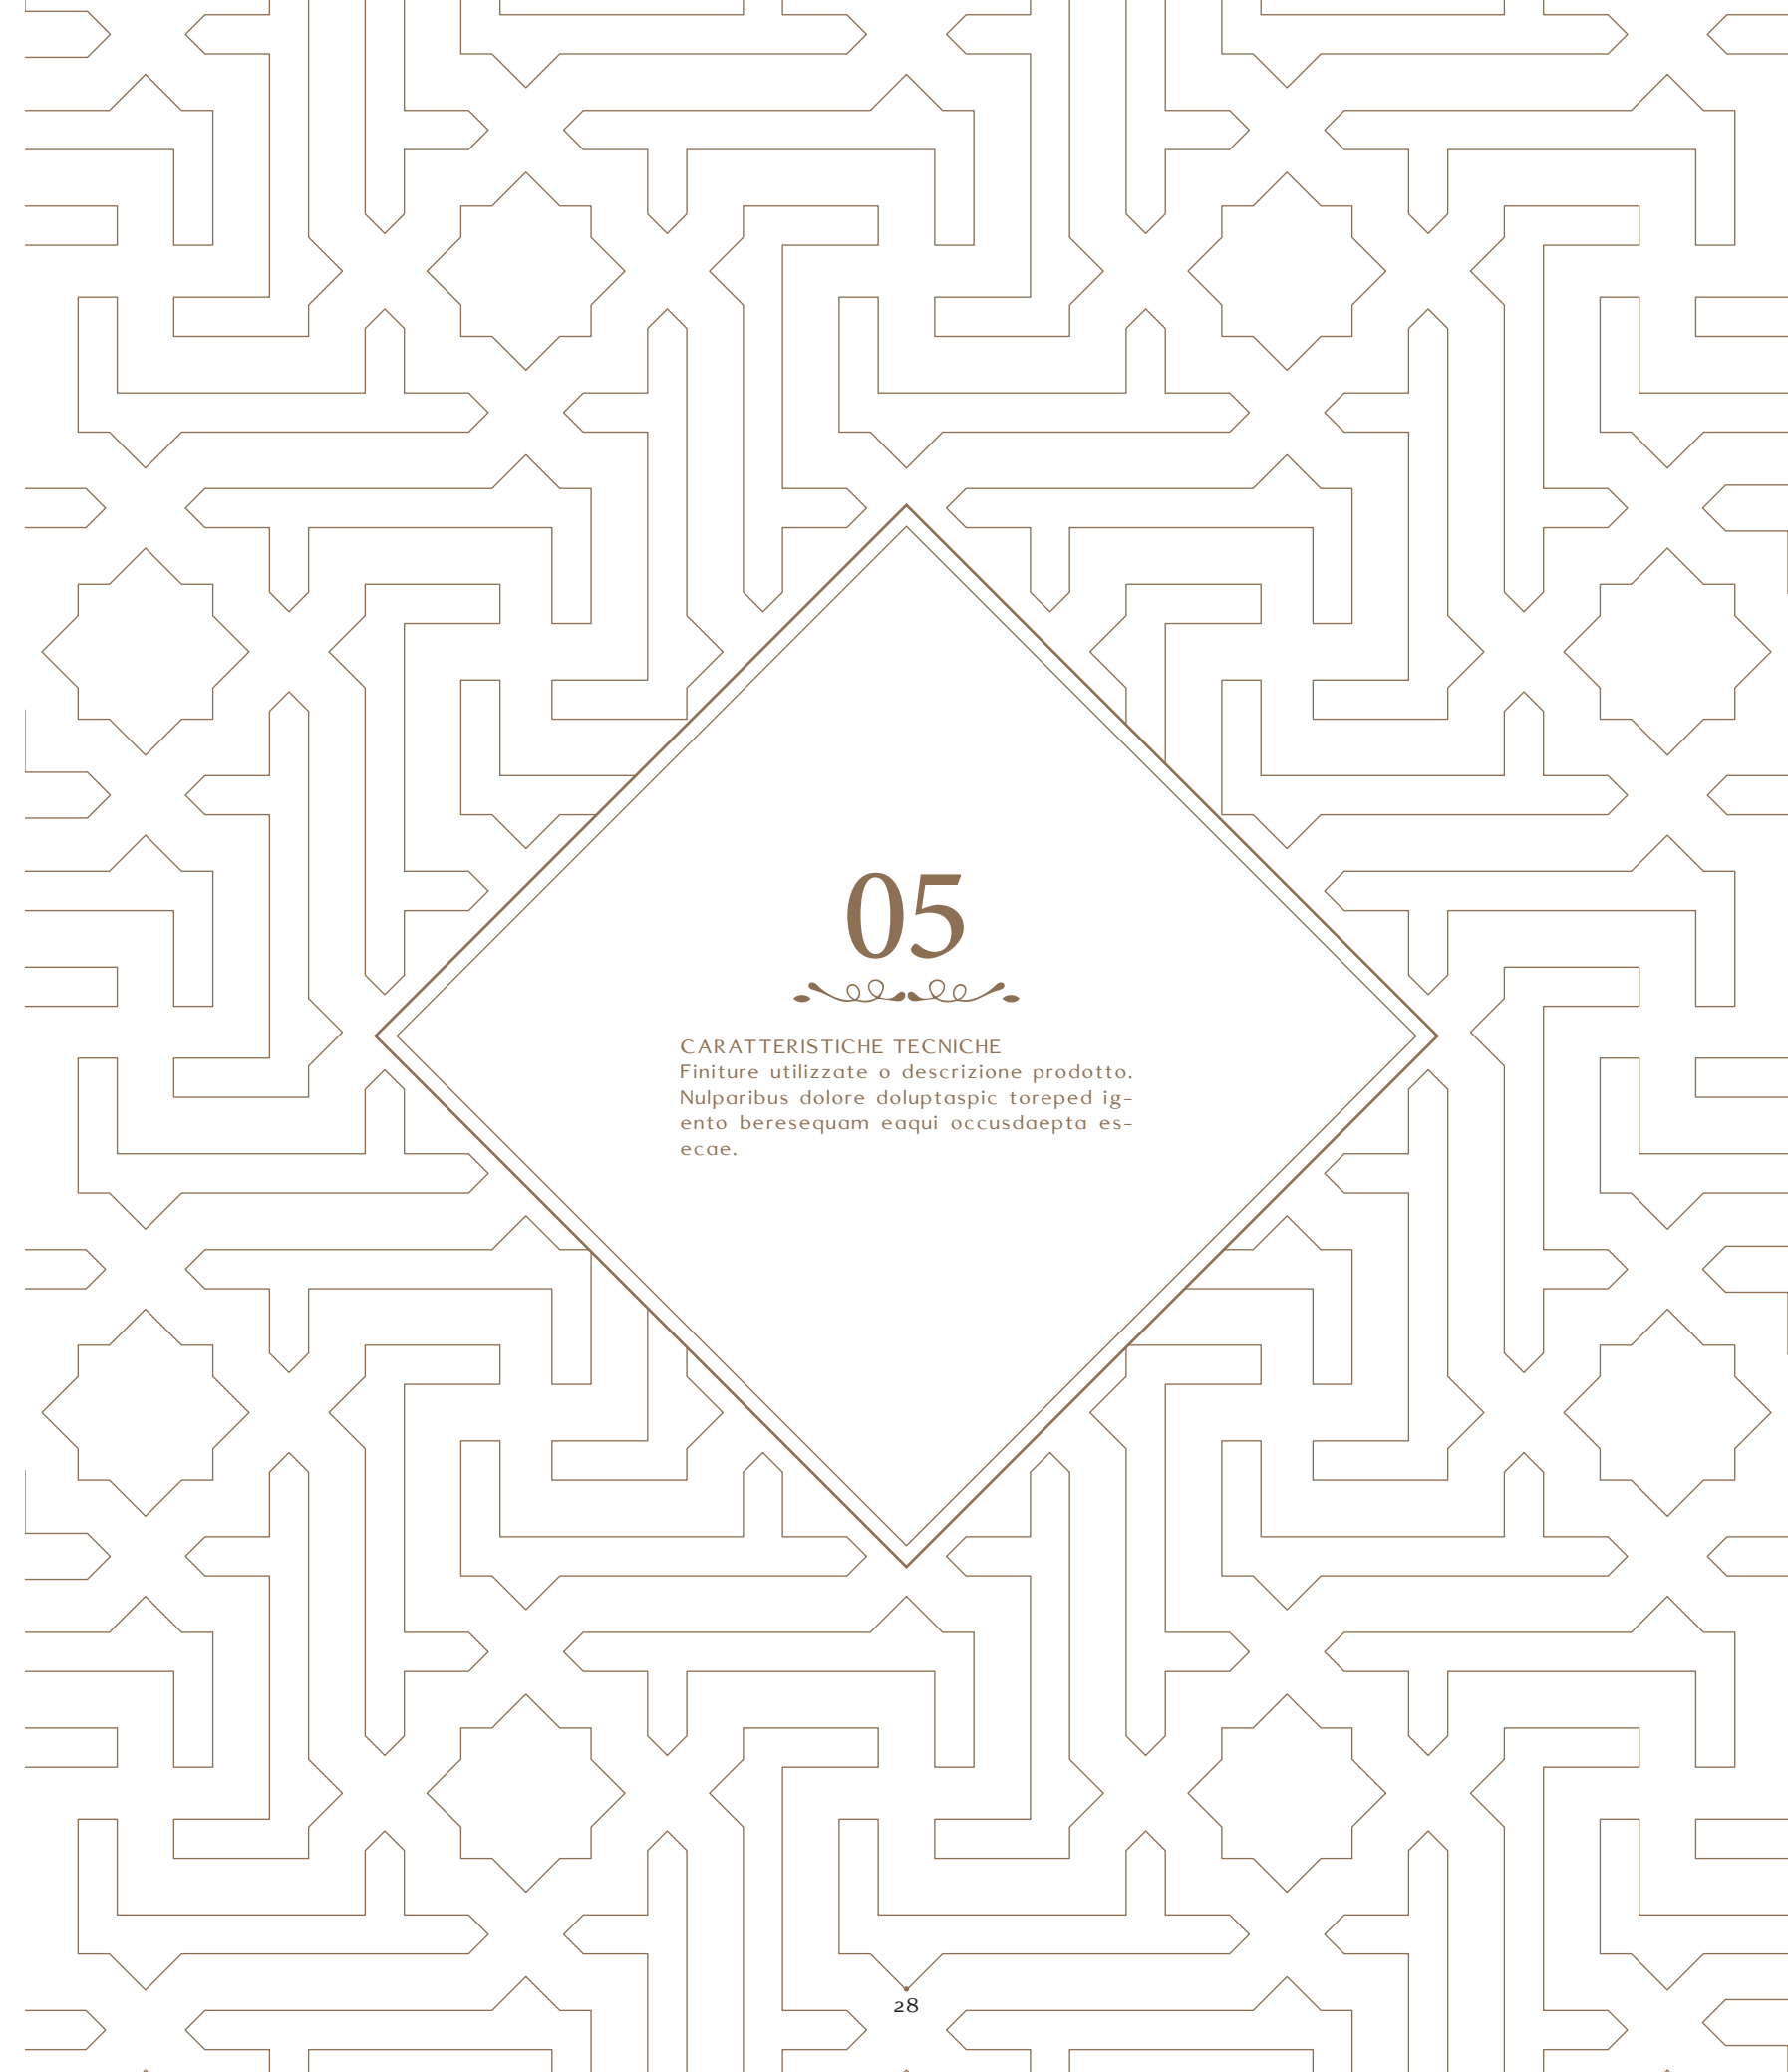 05
CARATTERISTICHE TECNICHE
Finiture utilizzate o descrizione prodotto.
Nulparibus dolore doluptaspic toreped ig-
ento beresequam eaqui occusdaepta es-
ecae.
28